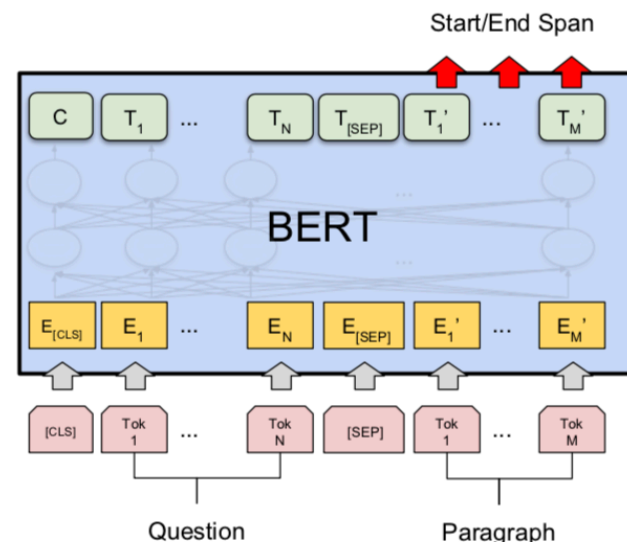 Start/End Span
C T1 ... TN T[SEP] T1’ ... TM’
...
BERT
...
E[CLS] E1 ... EN E[SEP] E1’ ... EM’
[CLS] Tok 1 ... Tok N [SEP] Tok 1 ... Tok M
Question Paragraph